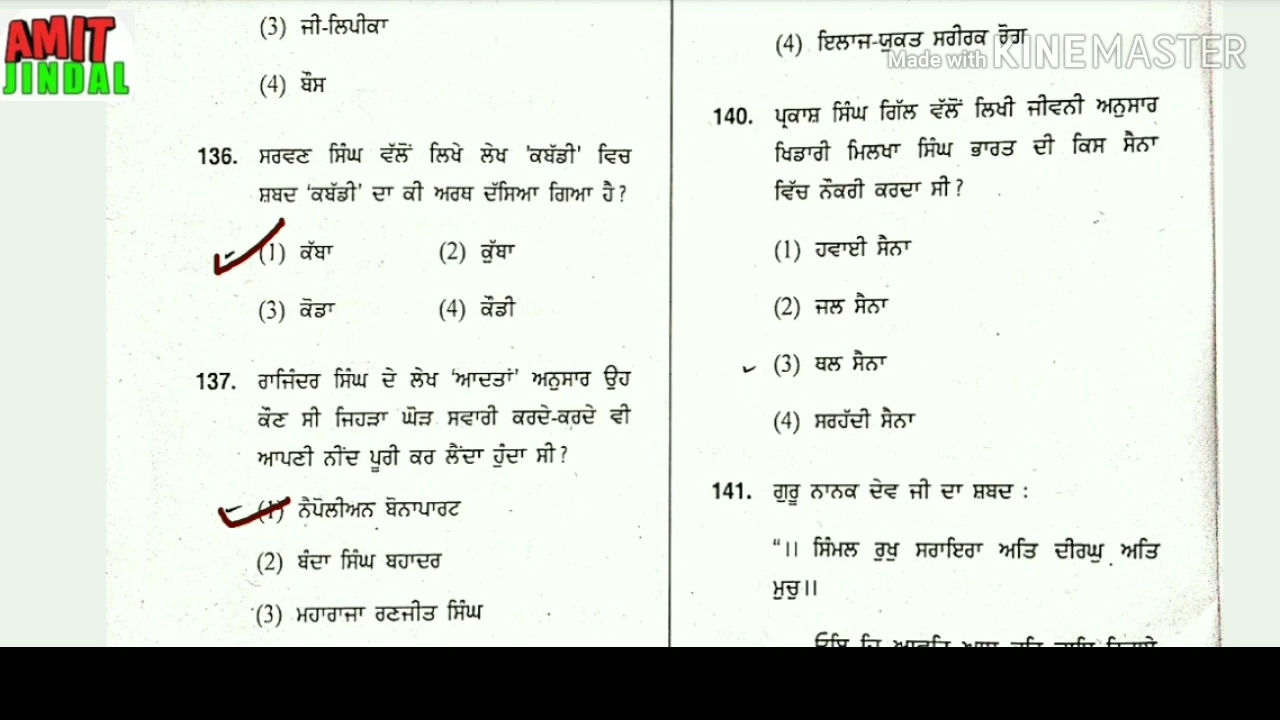 AMIT
JINDAL
(3) ਜੀ-ਲਿਪੀਕਾ
(4) ਬੌਸ
136. ਸਰਵਣ ਸਿੰਘ ਵੱਲੋਂ ਲਿਖੇ ਲੇਖ 'ਕਬੱਡੀ' ਵਿਚ
ਸ਼ਬਦ 'ਕਬੱਡੀ' ਦਾ ਕੀ ਅਰਥ ਦੱਸਿਆ ਗਿਆ ਹੈ ?
(1) ਕੱਬਾ (2) ਕੁੱਬਾ
(3) ਕੋਡਾ (4) ਕੌਡੀ
137. ਰਾਜਿੰਦਰ ਸਿੰਘ ਦੇ ਲੇਖ 'ਆਦਤਾਂ' ਅਨੁਸਾਰ ਉਹ
ਕੌਣ ਸੀ ਜਿਹੜਾ ਘੋੜ ਸਵਾਰੀ ਕਰਦੇ-ਕਰਦੇ ਵੀ
ਆਪਣੀ ਨੀਂਦ ਪੂਰੀ ਕਰ ਲੈਂਦਾ ਹੁੰਦਾ ਸੀ ?
(1) ਨੈਪੋਲੀਅਨ ਬੋਨਾਪਾਰਟ
(2) ਬੰਦਾ ਸਿੰਘ ਬਹਾਦਰ
(3) ਮਹਾਰਾਜਾ ਰਣਜੀਤ ਸਿੰਘ
(4) ਇਲਾਜ-ਯੁਕਤ ਸਰੀਰਕ ਰੋਗ
Made with KINEMASTER
140. ਪ੍ਰਕਾਸ਼ ਸਿੰਘ ਗਿੱਲ ਵੱਲੋਂ ਲਿਖੀ ਜੀਵਨੀ ਅਨੁਸਾਰ
ਖਿਡਾਰੀ ਮਿਲਖਾ ਸਿੰਘ ਭਾਰਤ ਦੀ ਕਿਸ ਸੈਨਾ
ਵਿੱਚ ਨੌਕਰੀ ਕਰਦਾ ਸੀ ?
(1) ਹਵਾਈ ਸੈਨਾ
(2) ਜਲ ਸੈਨਾ
(3) ਥਲ ਸੈਨਾ
(4) ਸਰਹੱਦੀ ਸੈਨਾ
141. ਗੁਰੂ ਨਾਨਕ ਦੇਵ ਜੀ ਦਾ ਸ਼ਬਦ :
"।। ਸਿੰਮਲ ਰੁਖੁ ਸਰਾਇਰਾ ਅਤਿ ਦੀਰਘੁ ਅਤਿ
ਮੁਚੁ।।